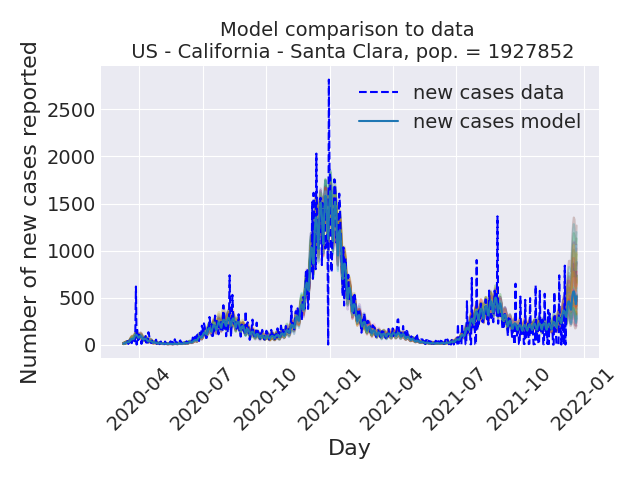 Model comparison to data
US - California - Santa Clara, pop. = 1927852
Number of new cases reported
2500
2000
1500
1000
500
0
new cases data
new cases model
2020-04
2020-07
2020-10
2021-01
2021-04
2021-07
2021-10
2022-01
Day